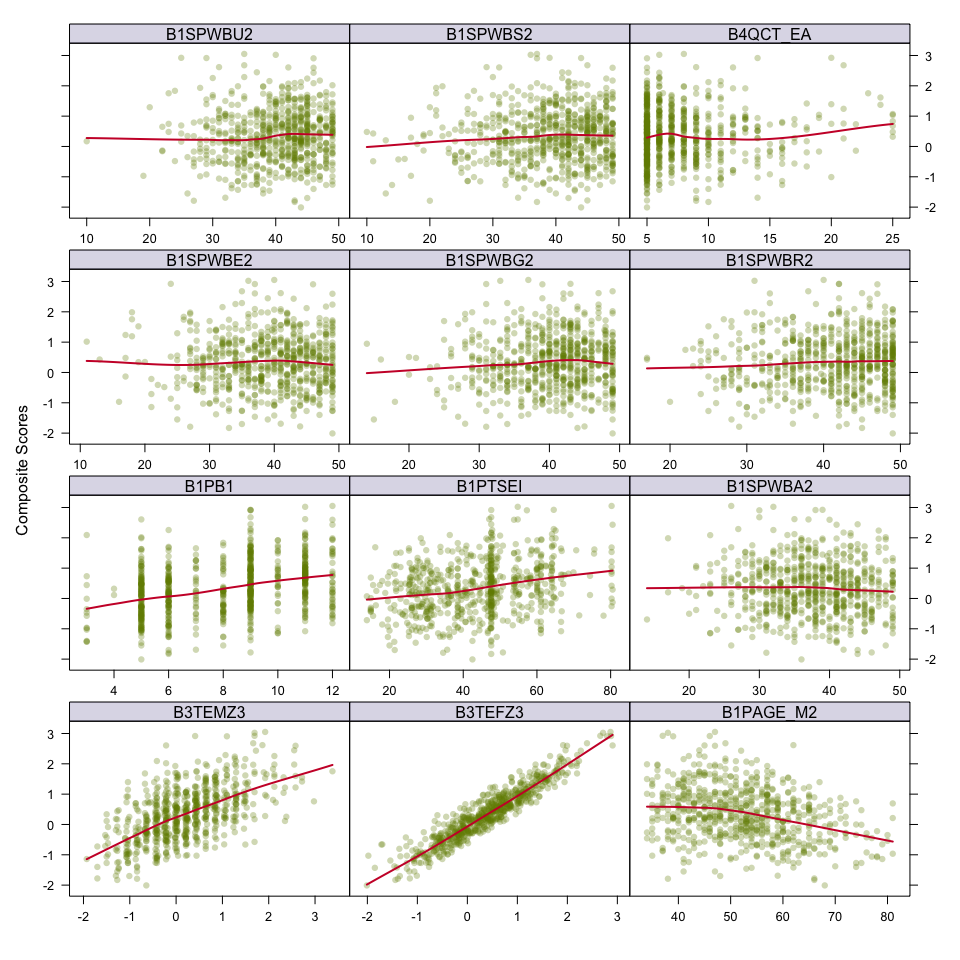 B1SPWBU2 B1SPWBS2 B4QCT_EA
3
2
1
0
-1
-2
10 20 30 40 50 10 20 30 40 50 5 10 15 20 25
B1SPWBE2 B1SPWBG2 B1SPWBR2
3
2
1
0
-1
-2
10 20 30 40 50 20 30 40 50 20 30 40 50
Composite Scores
B1PB1 B1PTSEI B1SPWBA2
3
2
1
0
-1
-2
4 6 8 10 12 20 40 60 80 20 30 40 50
B3TEMZ3 B3TEFZ3 B1PAGE_M2
3
2
1
0
-1
-2
-2 -1 0 1 2 3 -2 -1 0 1 2 3 40 50 60 70 80